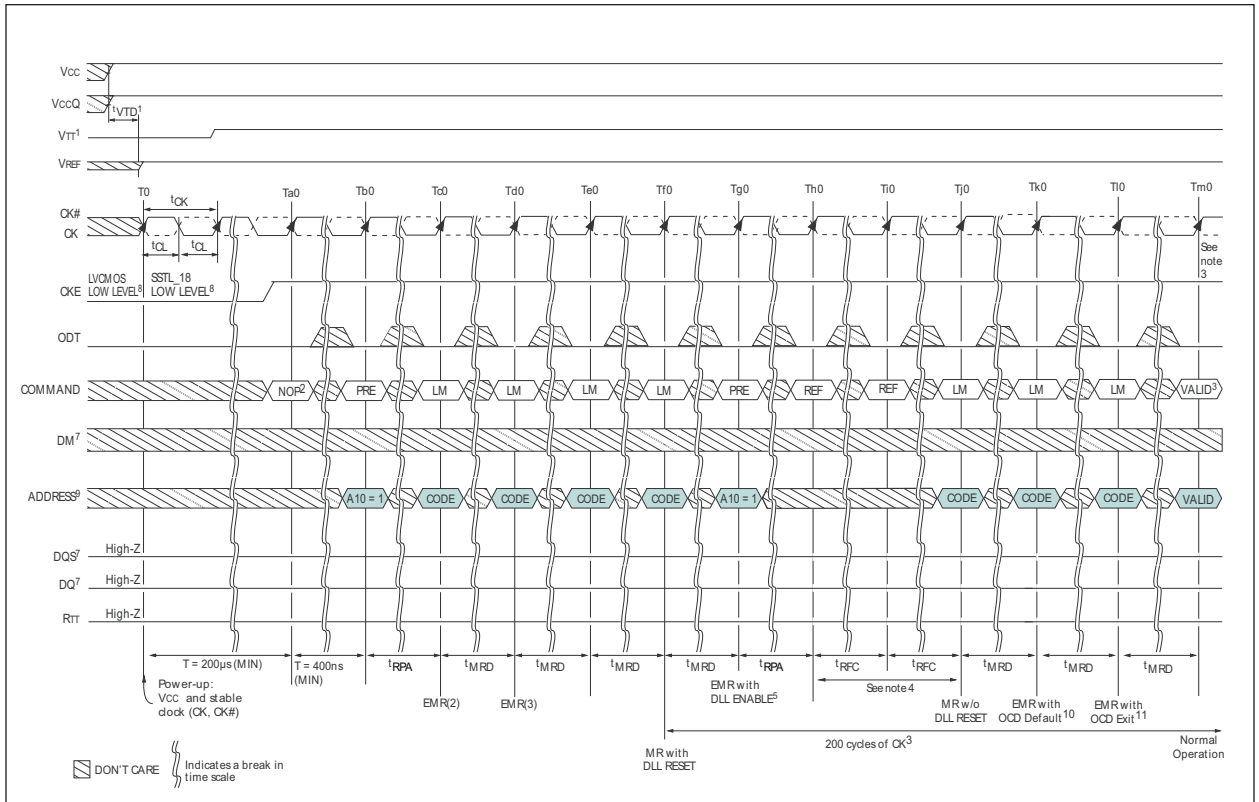 VCC
VCCQ
tVTD1
VTT1
VREF
T0 Ta0 Tb0 Tc0 Td0 Te0 Tf0 Tg0 Th0 Ti0 Tj0 Tk0 Tl0 Tm0
tCK
CK#
CK
tCL tCL
See
note
3
LVCMOS SSTL_18
CKE LOW LEVEL8 LOW LEVEL8
ODT
COMMAND NOP2 PRE LM LM LM LM PRE REF REF LM LM LM VALID3
DM7
ADDRESS9 A10 = 1 CODE CODE CODE CODE A10 = 1 CODE CODE CODE VALID
DQS7 High-Z
DQ7 High-Z
RTT High-Z
T = 200µs (MIN) T = 400ns
(MIN) tRPA tMRD tMRD tMRD tMRD tRPA tRFC tRFC tMRD tMRD tMRD
Power-up:
VCC and stable
clock (CK, CK#)
EMR(2) EMR(3)
EMR with
DLL ENABLE5
See note 4
MR w/o
DLL RESET
EMR with
OCD Default10
EMR with
OCD Exit11
200 cycles of CK3
MR with
DLL RESET
Normal
Operation
DON'T CARE
Indicates a break in
time scale